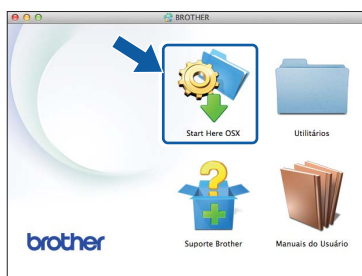 BROTHER
Start Here OSX
Utilitários
Suporte Brother
Manuais do Usuário
brother